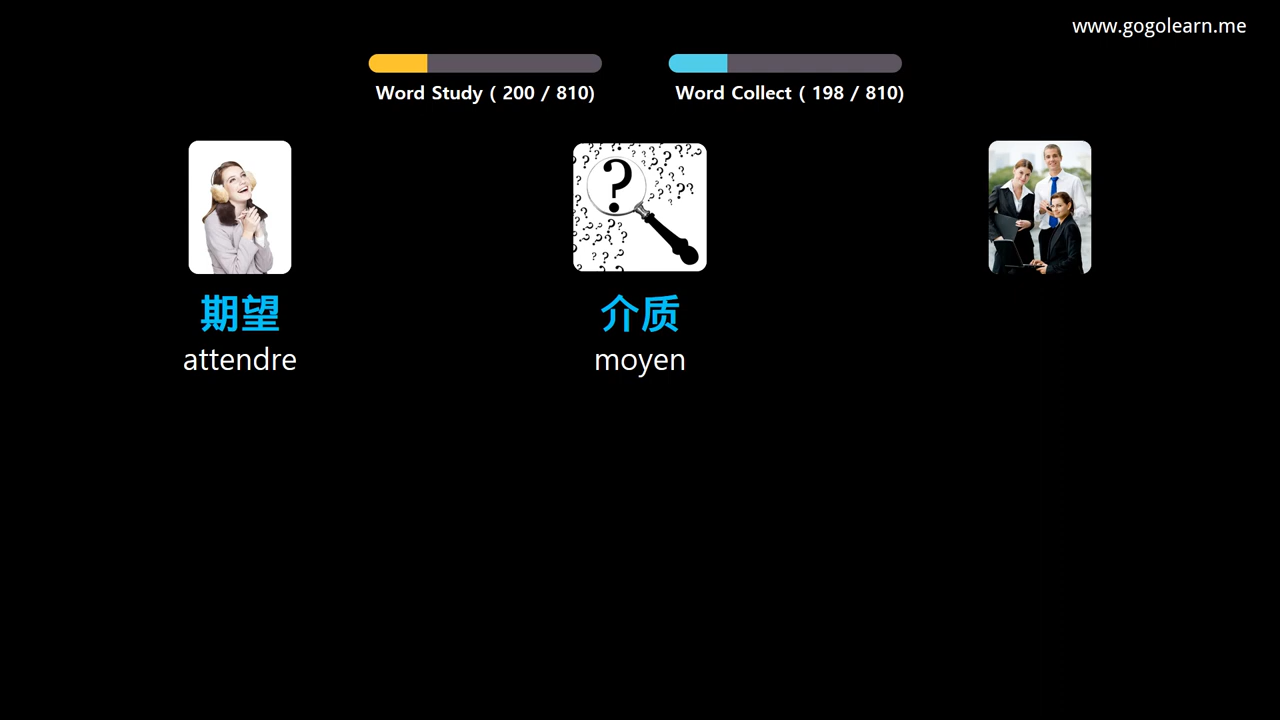 www.gogolearn.me
Word Study ( 200 / 810)
Word Collect ( 198 / 810)
期望
attendre
介质
moyen